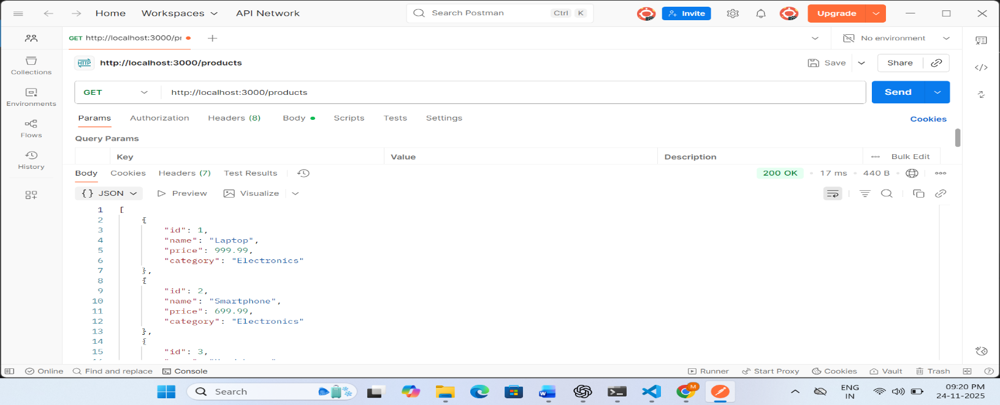 Home Workspaces API Network Search Postman Ctrl K Invite Upgrade
GET http://localhost:3000/pr No environment
HTTP http://localhost:3000/products Save Share
GET http://localhost:3000/products Send
Params Authorization Headers (8) Body Scripts Tests Settings Cookies
Query Params
Key Value Description Bulk Edit
Body Cookies Headers (7) Test Results 200 OK 17 ms 440 B
{} JSON Preview Visualize
Collections
Environments
Flows
History
1 [
2 {
3 "id": 1,
4 "name": "Laptop",
5 "price": 999.99,
6 "category": "Electronics"
7 },
8 {
9 "id": 2,
10 "name": "Smartphone",
11 "price": 699.99,
12 "category": "Electronics"
13 },
14 {
15 "id": 3,
Online Find and replace Console Runner Start Proxy Cookies Vault Trash
Search M ENG 09:20 PM
IN 24-11-2025